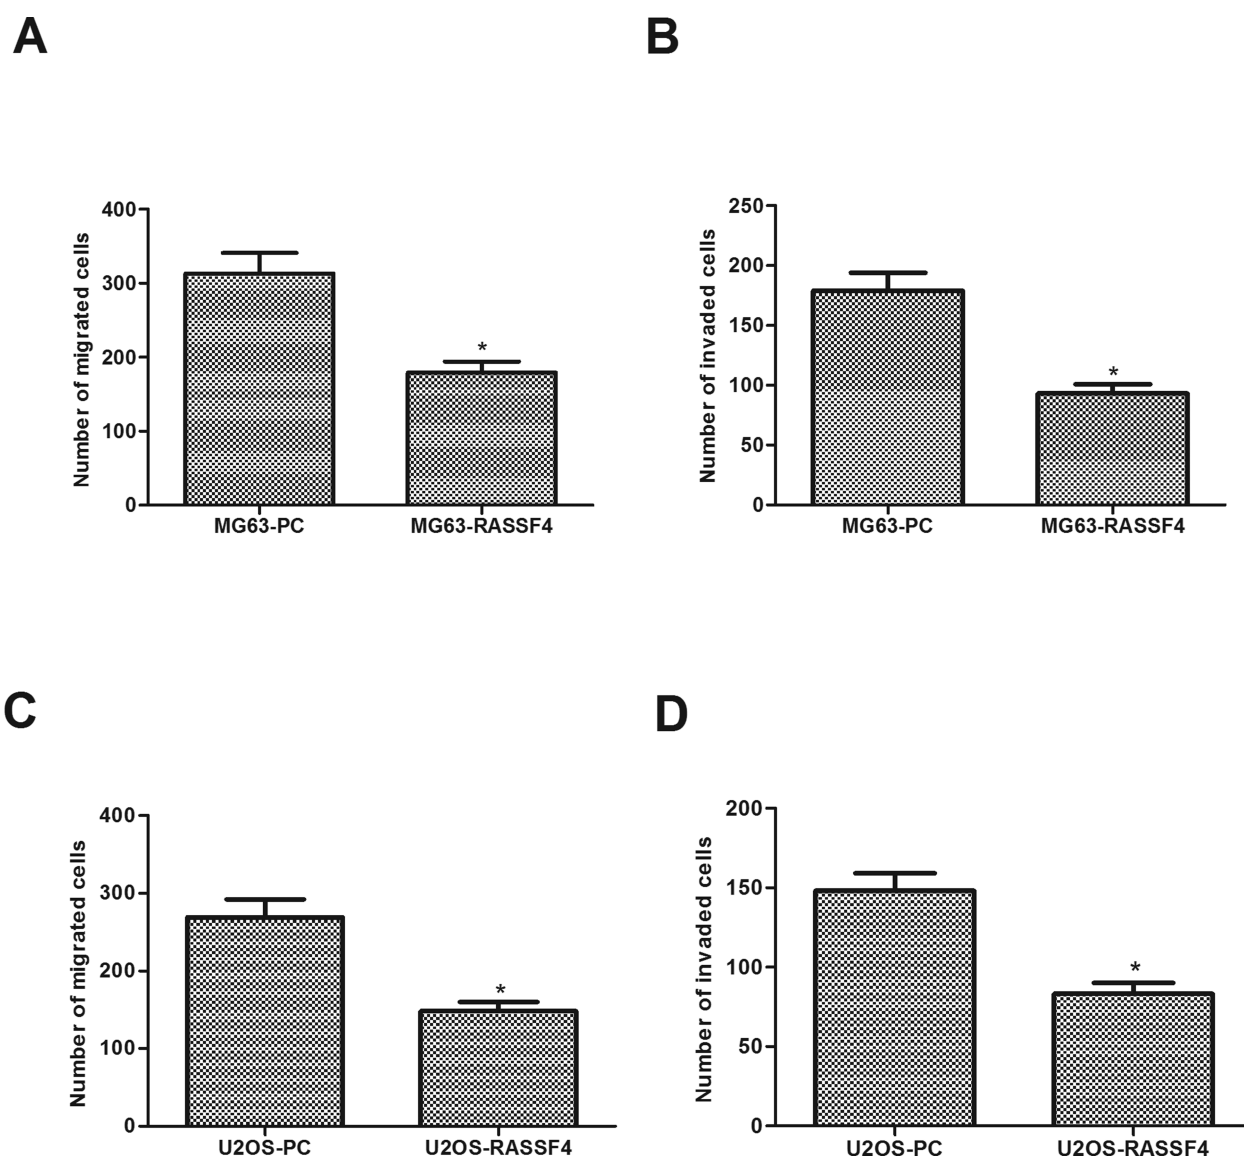 A
B
Number of migrated cells
400
300
200
100
0
*
MG63-PC
MG63-RASSF4
Number of invaded cells
250
200
150
100
50
0
*
MG63-PC
MG63-RASSF4
C
D
Number of migrated cells
400
300
200
100
0
*
U2OS-PC
U2OS-RASSF4
Number of invaded cells
200
150
100
50
0
*
U2OS-PC
U2OS-RASSF4